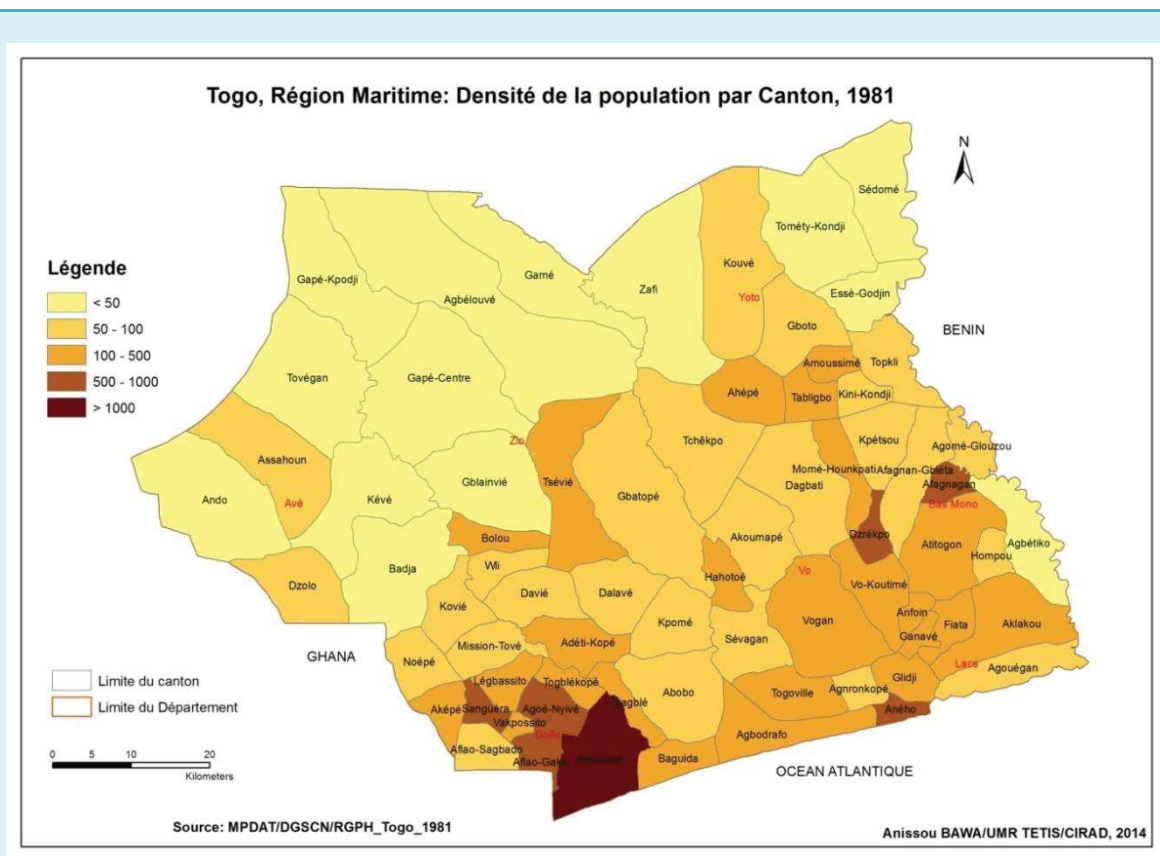 Togo, Région Maritime: Densité de la population par Canton, 1981
N
Sédomé
Tométy-Kondji
Kouvé
Gamé
Gapé-Kpodji
Zafi
Agbélouvé
Essè-Godjin
Yoto
Légende
< 50
50 - 100
100 - 500
500 - 1000
> 1000
Gboto
BENIN
Amoussimé
Topkli
Tovégan
Gapé-Centre
Ahépé
Tabligbo
Kini-Kondji
Zio
Tchêkpo
Kpétsou
Agomé-Glouzou
Assahoun
Momé-Hounkpati
Afagnan-Gbléta
Gblainvié
Tsévié
Dagbati
Afagnagan
Ando
Avé
Kévé
Gbatopé
Bas Mono
Dzrékpo
Akoumapé
Bolou
Atitogon
Agbétiko
Hompou
Badja
Wli
Vo
Hahotoè
Vo-Koutimé
Dzolo
Davié
Dalavé
Kovié
Anfoin
Vogan
Fiata
Aklakou
Kpomé
Ganavé
Sévagan
Adéti-Kopé
Mission-Tové
GHANA
Noépé
Lacs
Agouégan
Limite du canton
Légbassito
Togblékopé
Glidji
Abobo
Togoville
Agnronkopé
Limite du Département
Aképé
Sanguéra
Agoé-Nyivé
Aného
Vakpossito
Golfe
Agbodrafo
Aflao-Sagbado
Baguida
0 5 10 20
Kilometers
OCEAN ATLANTIQUE
Source: MPDAT/DGSCN/RGPH_Togo_1981
Anissou BAWA/UMR TETIS/CIRAD, 2014